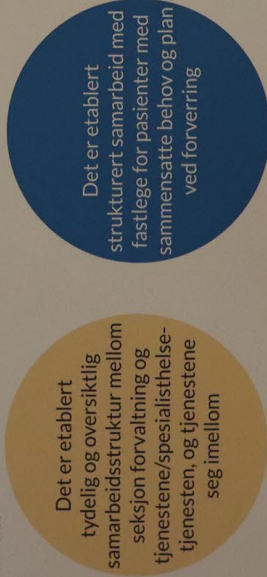 Det er etablert
tydelig og oversiktlig
samarbeidsstruktur mellom
seksjon forvaltning og
tjenestene/spesialisthelse-
tjenesten, og tjenestene
seg imellom
Det er etablert
strukturert samarbeid med
fastlege for pasienter med
sammensatte behov og plan
ved forverring